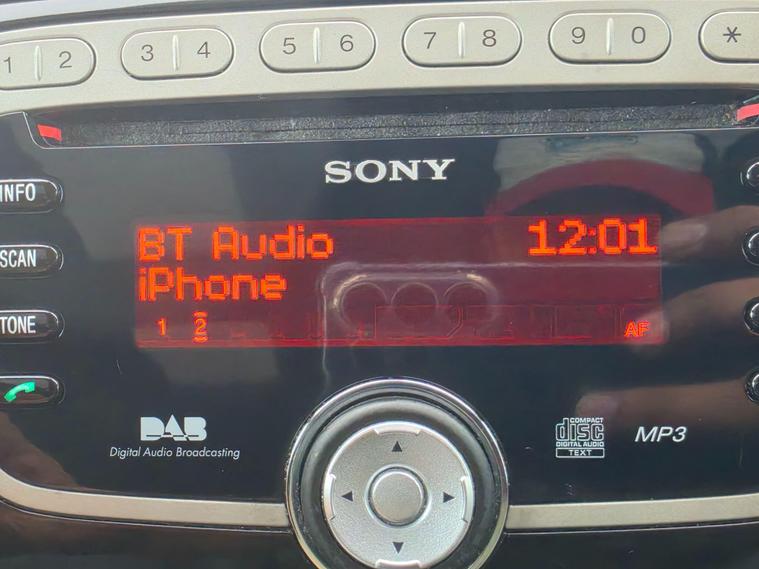 1 2 3 4 5 6 7 8 9 0 *
SONY
INFO
BT Audio 12:01
SCAN
iPhone
TONE
1 2 AF
DAB
Digital Audio Broadcasting
COMPACT
disc
DIGITAL AUDIO
TEXT
MP3